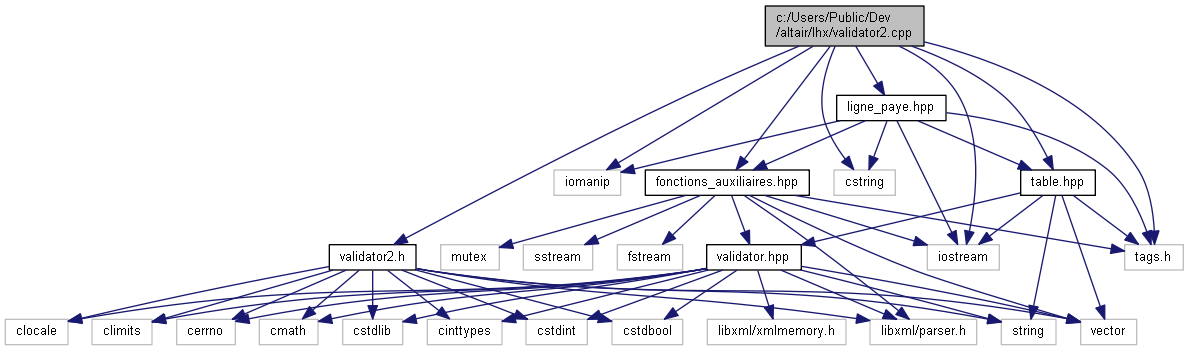 c:/Users/Public/Dev
/altair/lhx/validator2.cpp
ligne_paye.hpp
iomanip
fonctions_auxiliaires.hpp
cstring
table.hpp
validator2.h
mutex
sstream
fstream
validator.hpp
iostream
tags.h
clocale
climits
cerrno
cmath
cstdlib
cinttypes
cstdint
cstdbool
libxml/xmlmemory.h
libxml/parser.h
string
vector